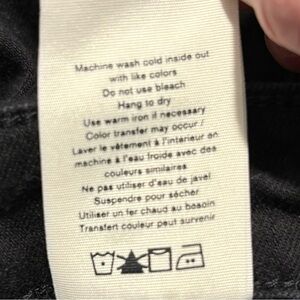 Machine wash cold inside out
with like colors
Do not use bleach
Hang to dry
Use warm iron if necessary
Color transfer may occur /
Laver le vêtement à l'intérieur en
machine à l'eau froide avec des
couleurs similaires
Ne pas utiliser d'eau de javel
Suspendre pour sécher
Utiliser un fer chaud au besoin
Transfert couleur peut survenir